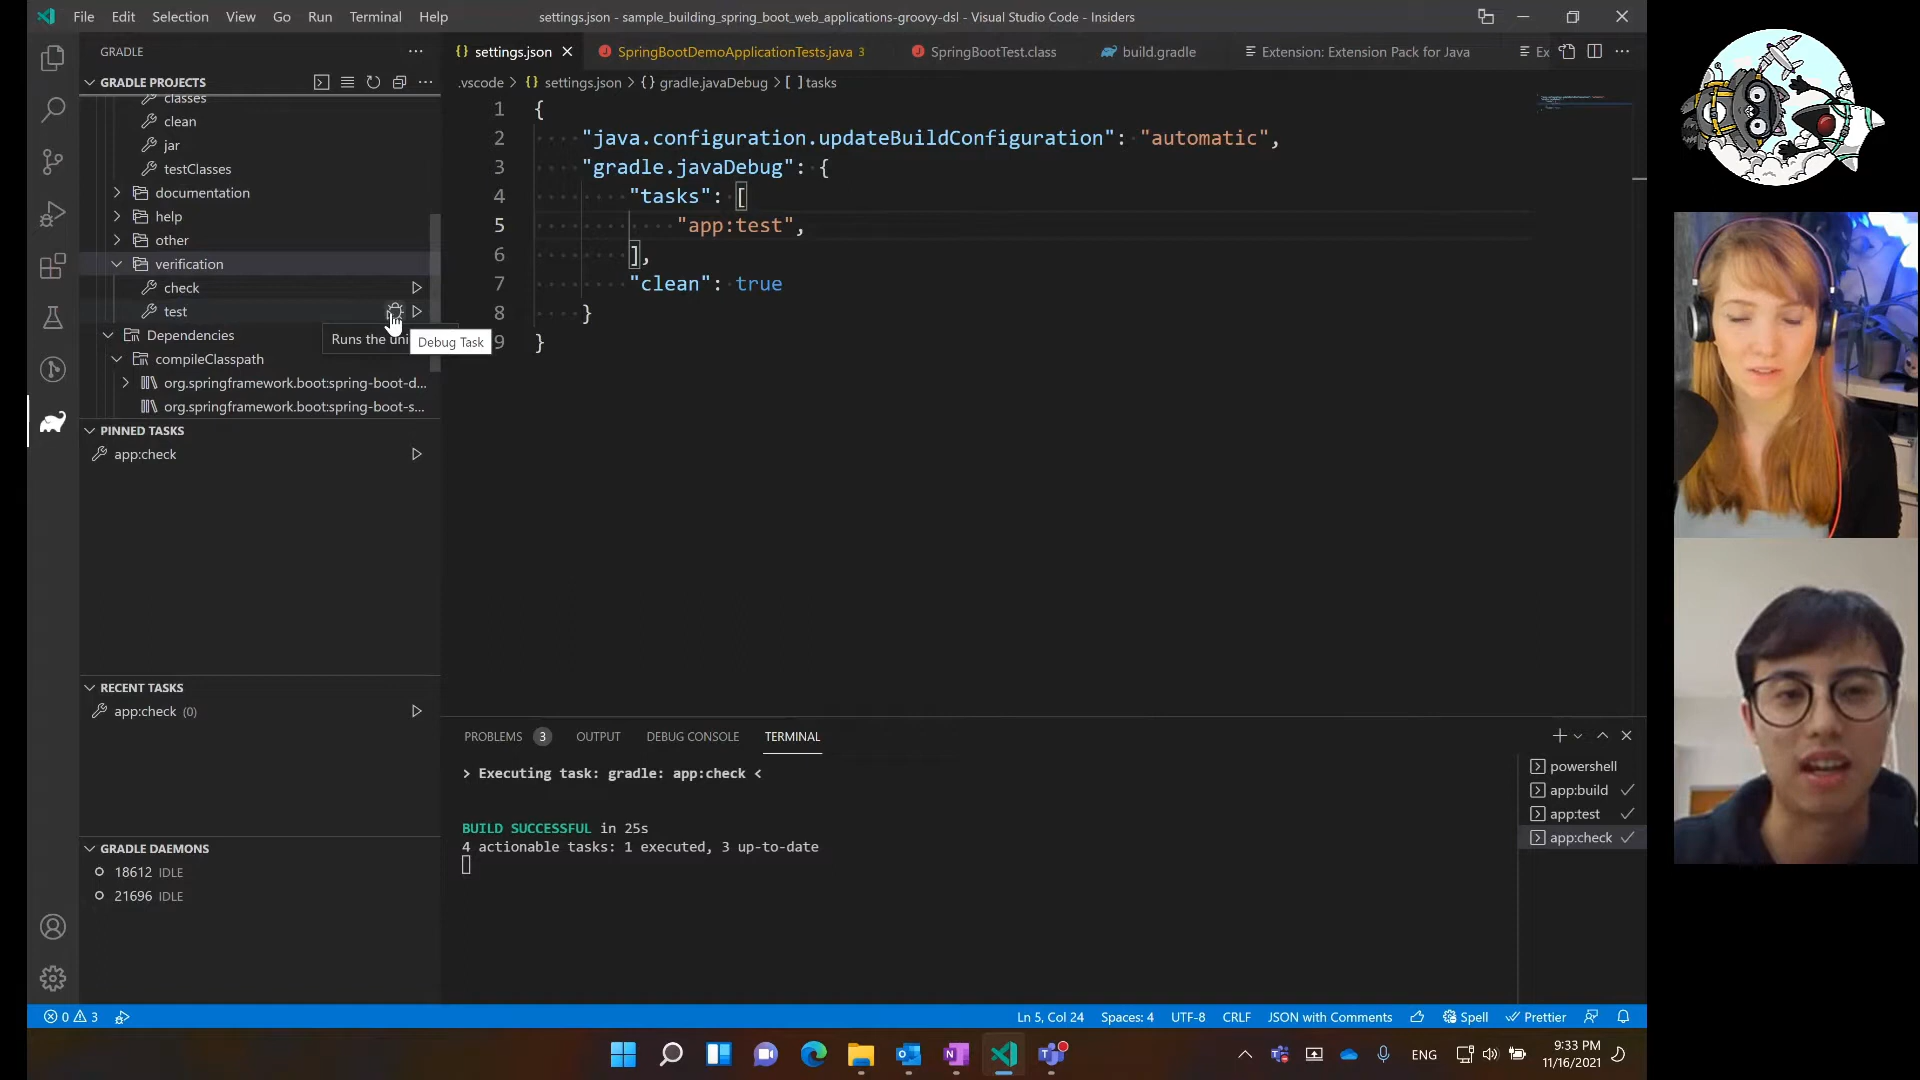 File Edit Selection View Go Run Terminal Help
settings.json - sample_building_spring_boot_web_applications-groovy-dsl - Visual Studio Code - Insiders
GRADLE
settings.json
SpringBootDemoApplicationTests.java 3
SpringBootTest.class
build.gradle
Extension: Extension Pack for Java
Ex
GRADLE PROJECTS
.vscode > {} settings.json > {} gradle.javaDebug > [ ] tasks
classes
clean
jar
testClasses
documentation
help
other
verification
check
test
Runs the uni
Debug Task
Dependencies
compileClasspath
org.springframework.boot:spring-boot-d...
org.springframework.boot:spring-boot-s...
PINNED TASKS
app:check
RECENT TASKS
app:check (0)
GRADLE DAEMONS
18612 IDLE
21696 IDLE
1 {
2 "java.configuration.updateBuildConfiguration": "automatic",
3 "gradle.javaDebug": {
4 "tasks": [
5 "app:test",
6 ],
7 "clean": true
8 }
9 }
PROBLEMS 3 OUTPUT DEBUG CONSOLE TERMINAL
> Executing task: gradle: app:check <
BUILD SUCCESSFUL in 25s
4 actionable tasks: 1 executed, 3 up-to-date
powershell
app:build
app:test
app:check
0 3
Ln 5, Col 24 Spaces: 4 UTF-8 CRLF JSON with Comments Spell Prettier
ENG
9:33 PM
11/16/2021